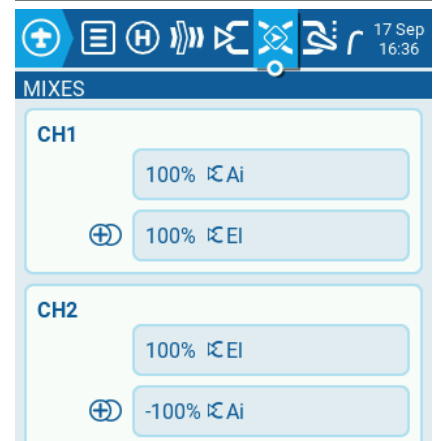 17 Sep
16:36
MIXES
CH1
100% Ai
100% El
CH2
100% El
-100% Ai